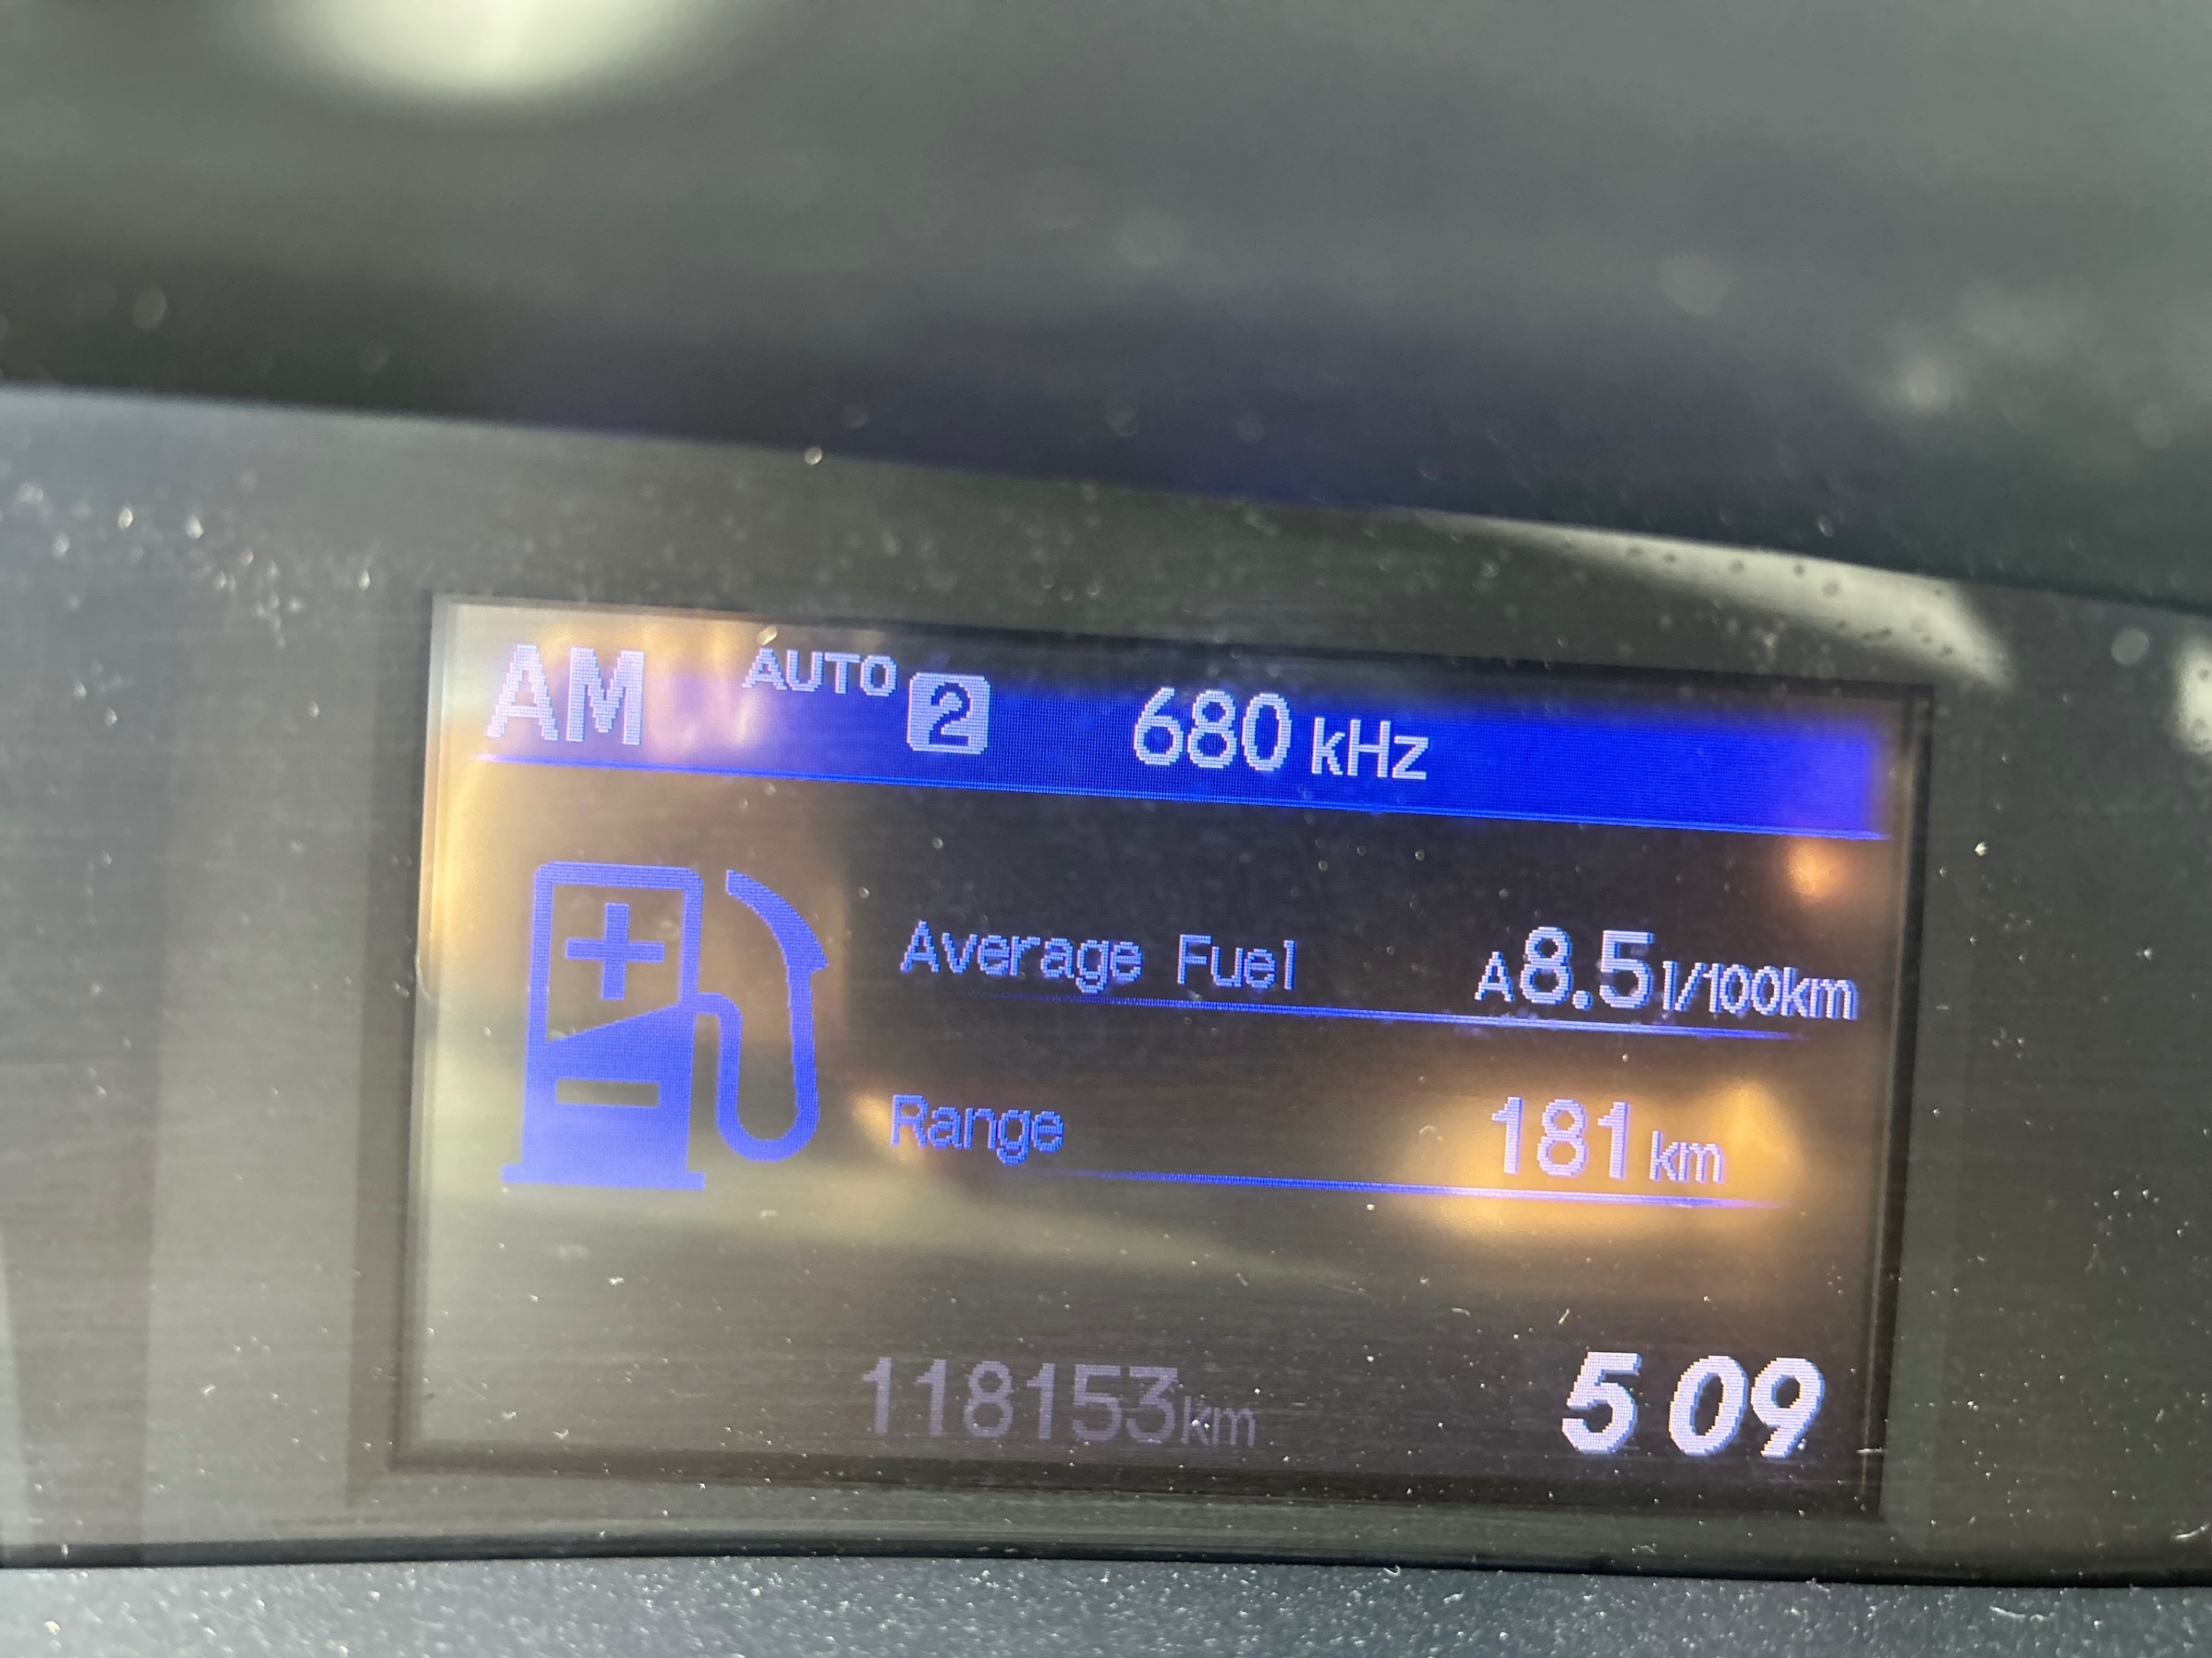 AM AUTO 2 680 kHz
Average Fuel A8.5 l/100km
Range 181 km
118153km 5 09